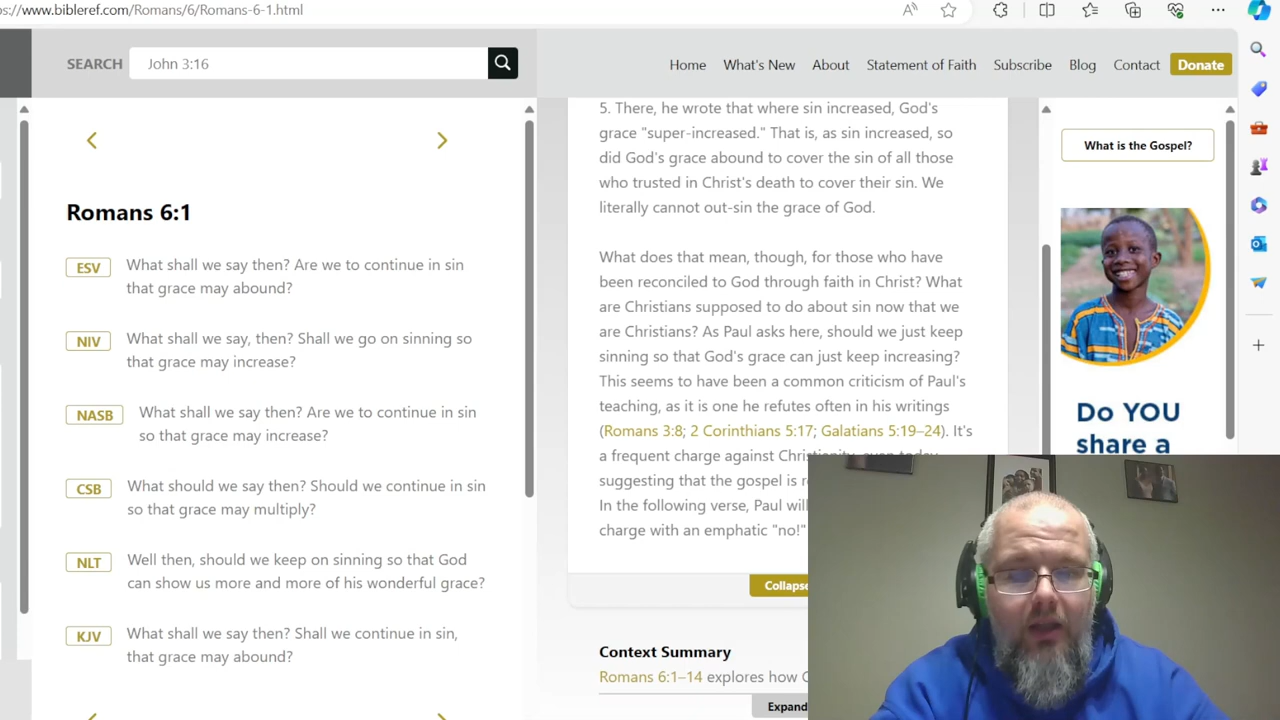 ps://www.bibleref.com/Romans/6/Romans-6-1.html
SEARCH
John 3:16
Home
What's New
About
Statement of Faith
Subscribe
Blog
Contact
Donate
Romans 6:1
ESV
What shall we say then? Are we to continue in sin
that grace may abound?
NIV
What shall we say, then? Shall we go on sinning so
that grace may increase?
NASB
What shall we say then? Are we to continue in sin
so that grace may increase?
CSB
What should we say then? Should we continue in sin
so that grace may multiply?
NLT
Well then, should we keep on sinning so that God
can show us more and more of his wonderful grace?
KJV
What shall we say then? Shall we continue in sin,
that grace may abound?
5. There, he wrote that where sin increased, God's
grace "super-increased." That is, as sin increased, so
did God's grace abound to cover the sin of all those
who trusted in Christ's death to cover their sin. We
literally cannot out-sin the grace of God.
What does that mean, though, for those who have
been reconciled to God through faith in Christ? What
are Christians supposed to do about sin now that we
are Christians? As Paul asks here, should we just keep
sinning so that God's grace can just keep increasing?
This seems to have been a common criticism of Paul's
teaching, as it is one he refutes often in his writings
(Romans 3:8; 2 Corinthians 5:17; Galatians 5:19–24). It's
a frequent charge against Christianity, even today,
suggesting that the gospel is
In the following verse, Paul will
charge with an emphatic "no!"
Collapse
Context Summary
Romans 6:1–14 explores how
Expand
What is the Gospel?
Do YOU
share a